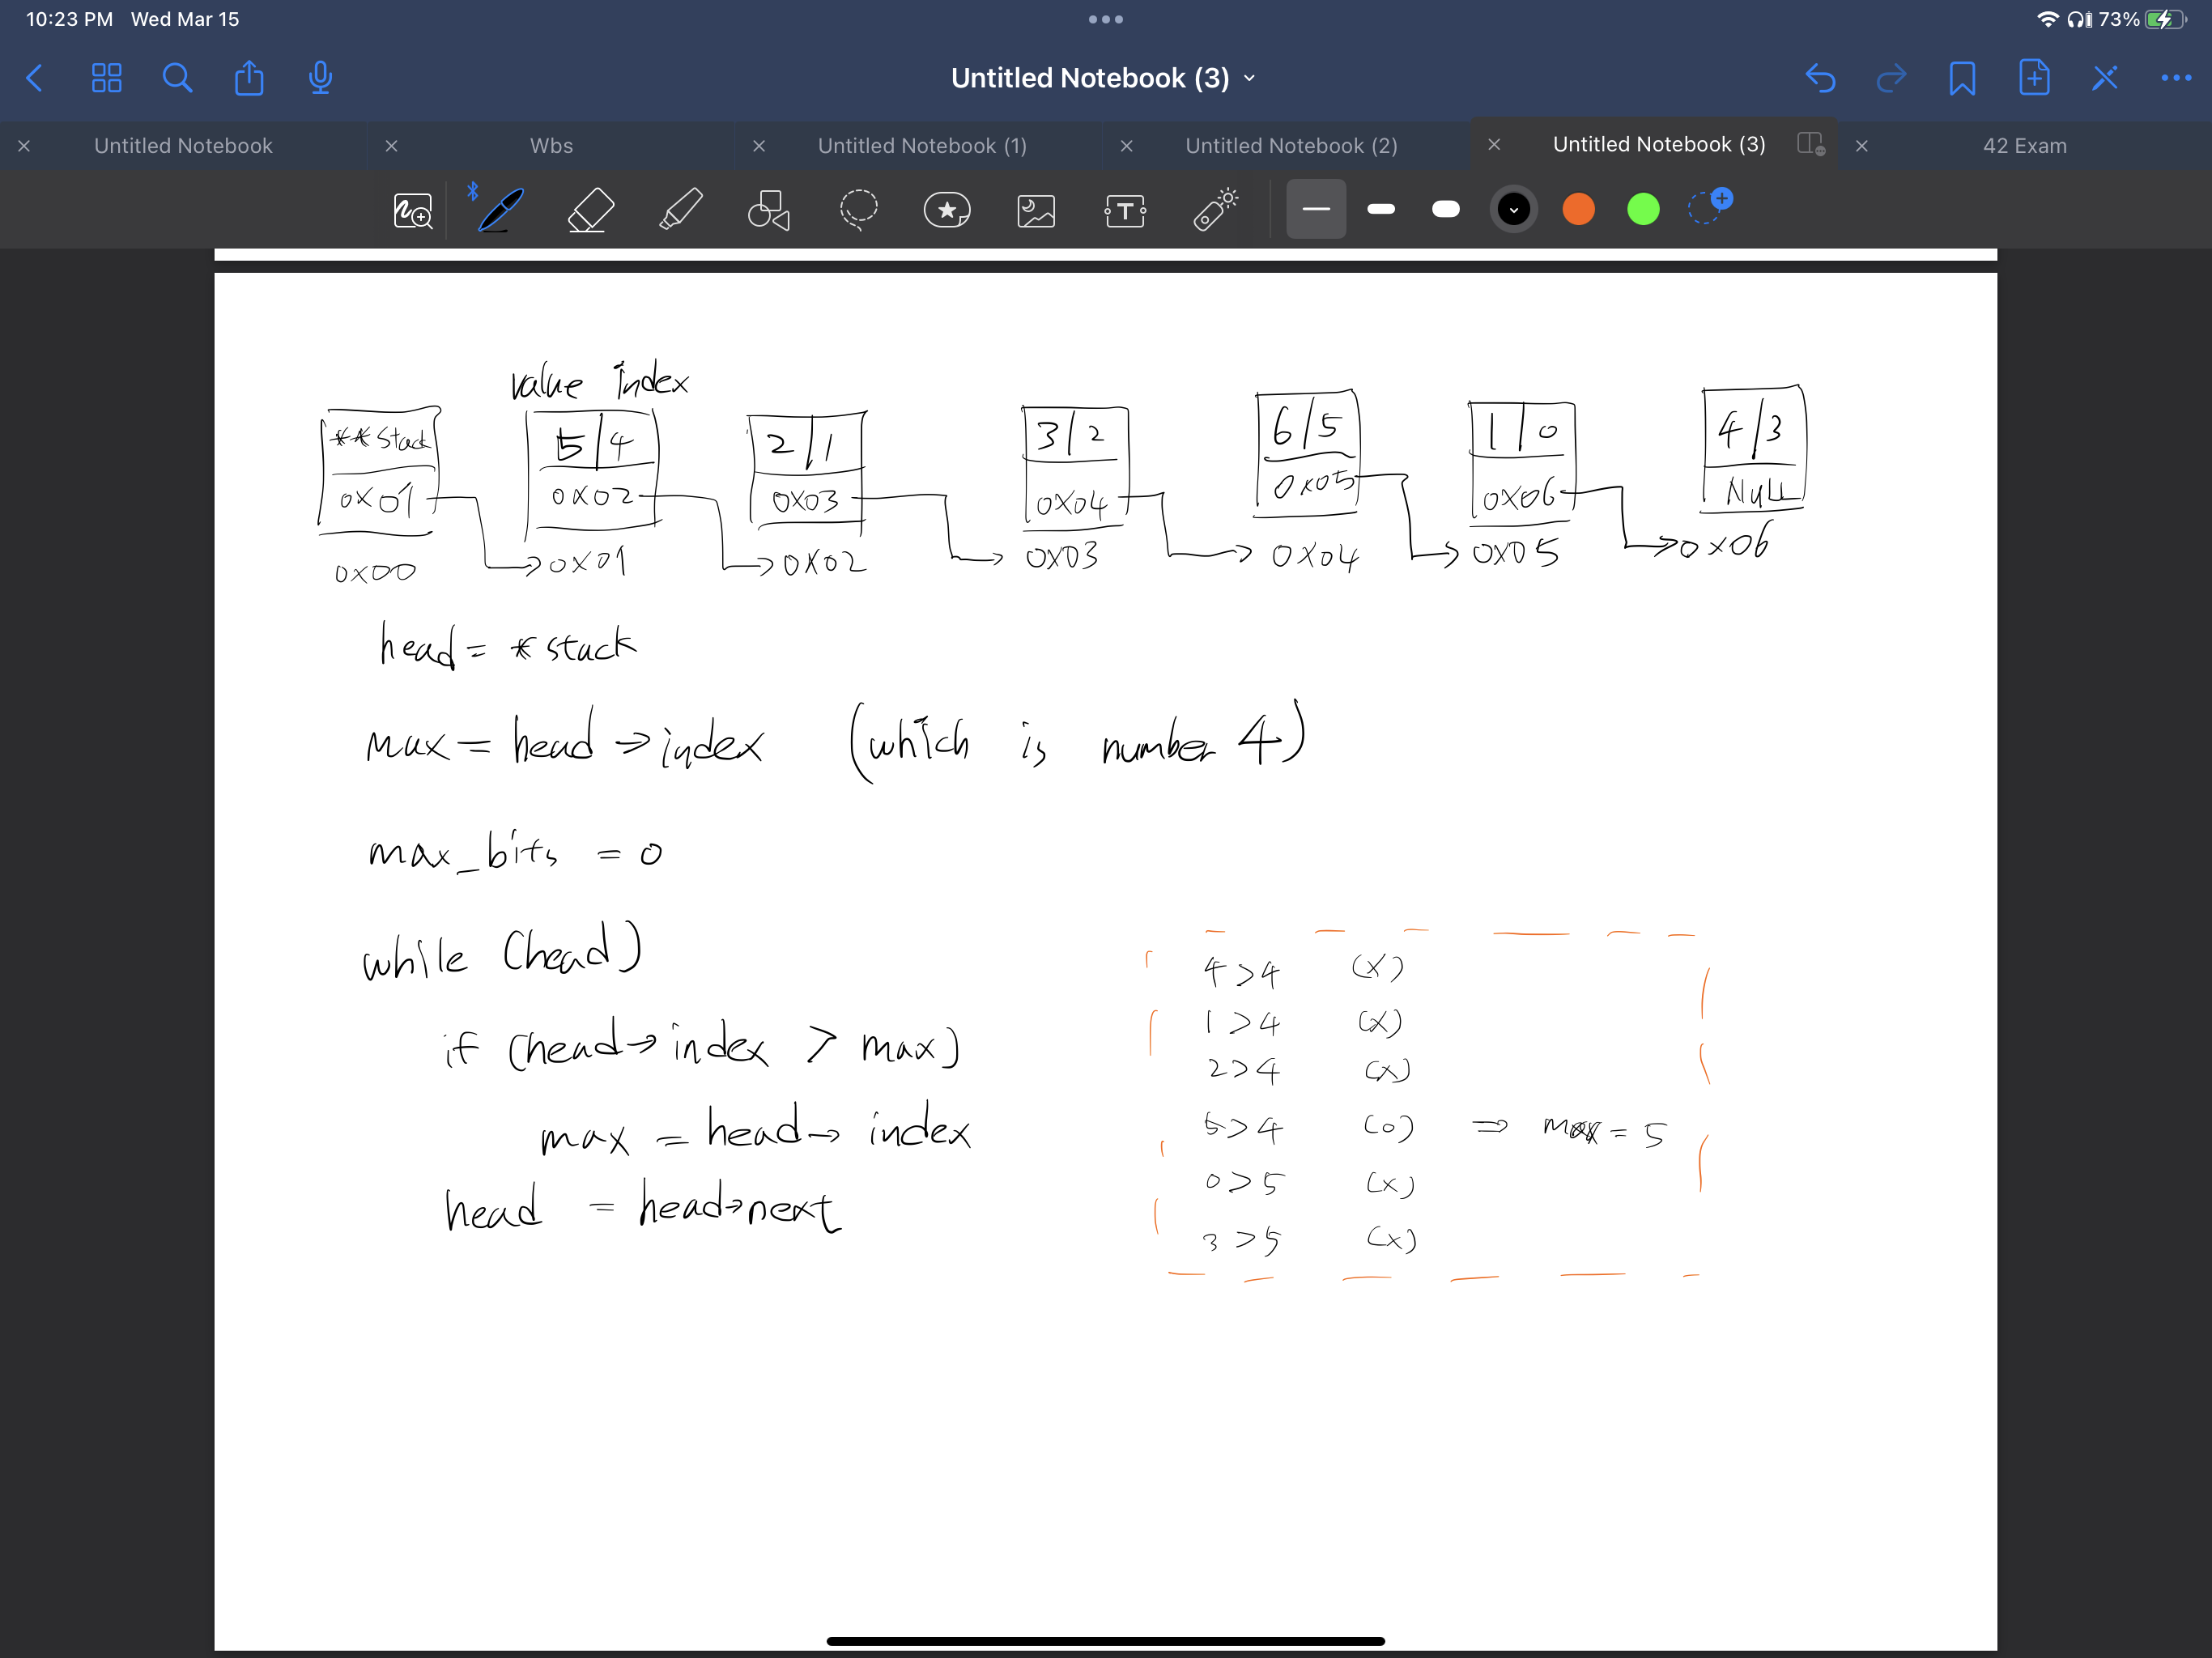 10:23 PM Wed Mar 15
73%
Untitled Notebook (3)
Untitled Notebook
Wbs
Untitled Notebook (1)
Untitled Notebook (2)
Untitled Notebook (3)
42 Exam
value index
**stack 5/4 2/1 3/2 6/5 1/0 4/3
0x01 0x02 0x03 0x04 0x05 0x06 Null
0x00 → 0x01 → 0x02 → 0x03 → 0x04 → 0x05 → 0x06
head = *stack
max = head → index (which is number 4)
max_bits = 0
while (head)
if (head → index > max)
max = head → index
head = head → next
4 > 4 (x)
1 > 4 (x)
2 > 4 (x)
5 > 4 (o) ⇒ max = 5
0 > 5 (x)
3 > 5 (x)